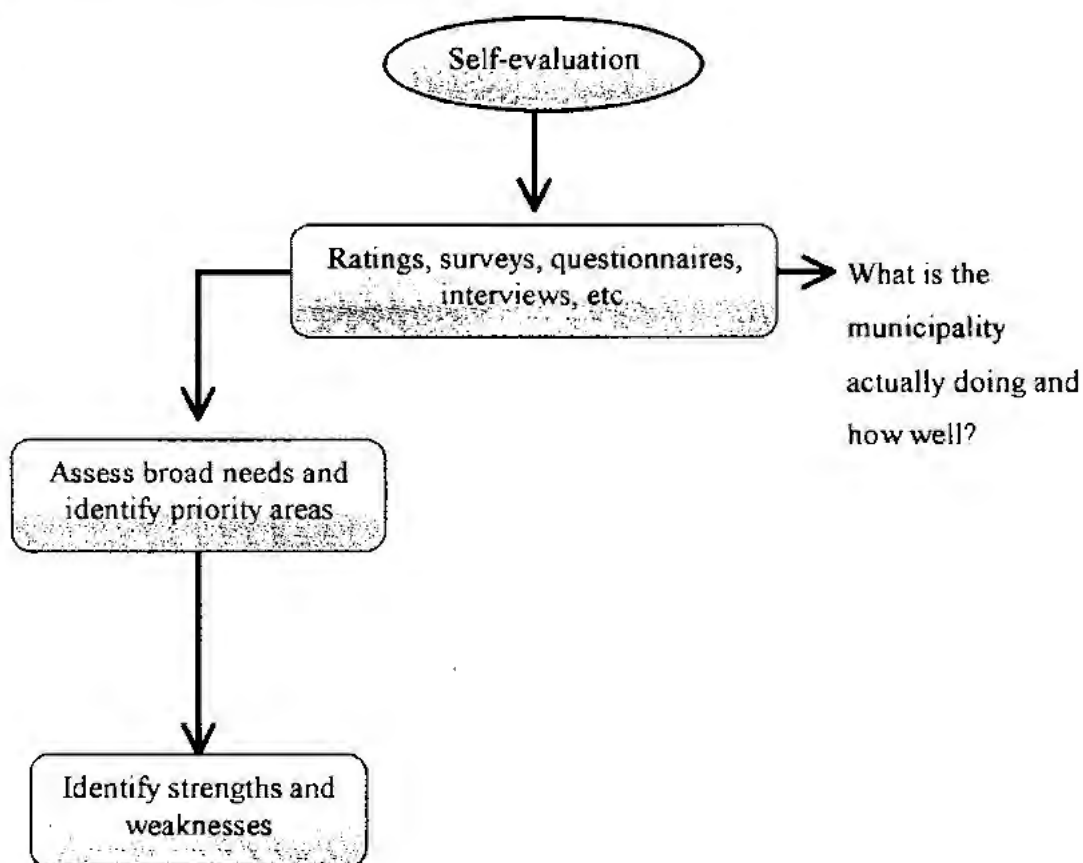 Self-evaluation
Ratings, surveys, questionnaires,
interviews, etc
What is the
municipality
actually doing and
how well?
Assess broad needs and
identify priority areas
Identify strengths and
weaknesses